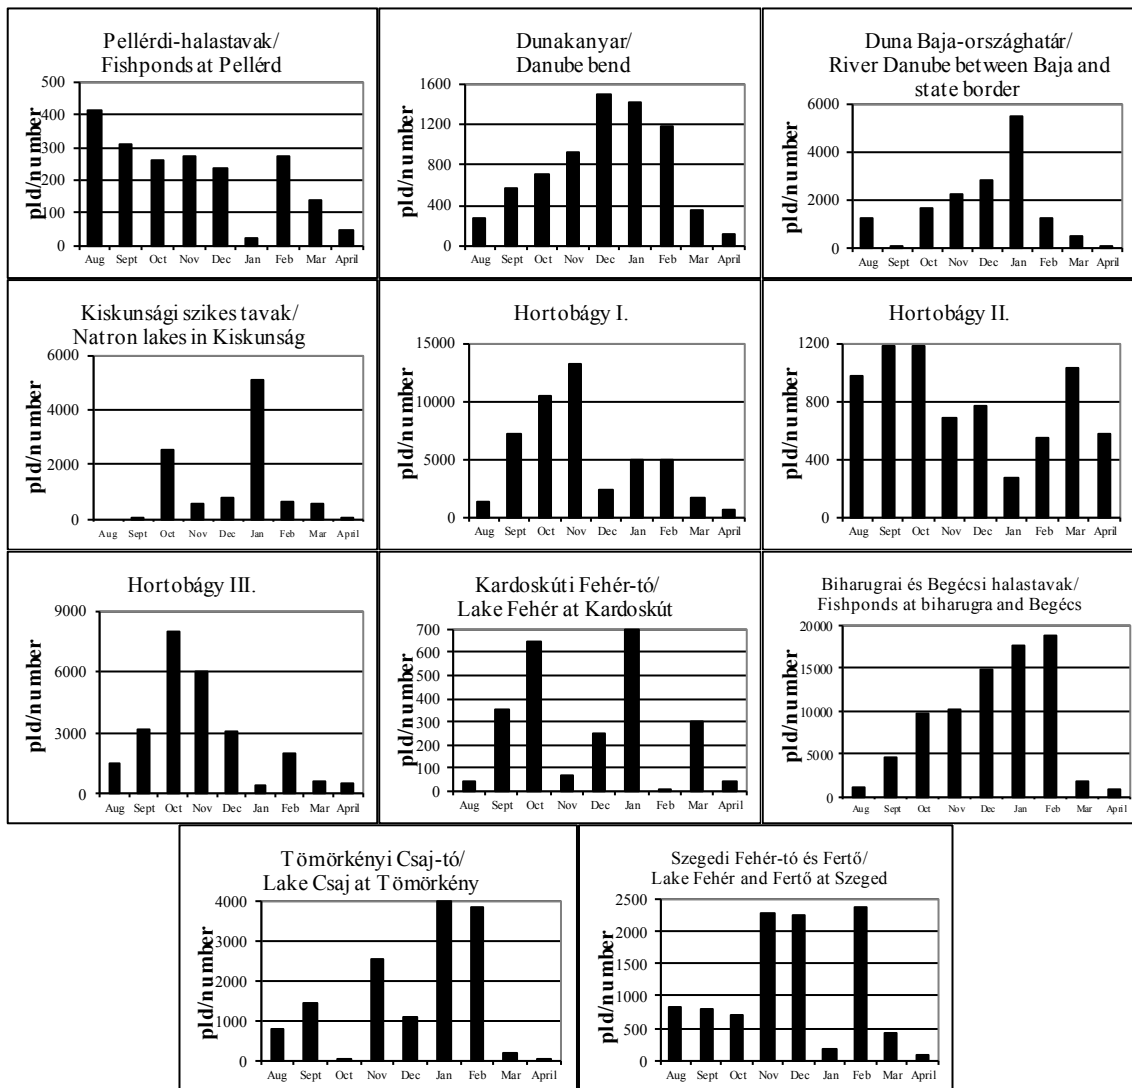 Pellérdi-halastavak/
Fishponds at Pellérd
pld/number
500
400
300
200
100
0
Aug Sept Oct Nov Dec Jan Feb Mar April
Dunakanyar/
Danube bend
pld/number
1600
1200
800
400
0
Aug Sept Oct Nov Dec Jan Feb Mar April
Duna Baja-országhatár/
River Danube between Baja and
state border
pld/number
6000
4000
2000
0
Aug Sept Oct Nov Dec Jan Feb Mar April
Kiskunsági szikes tavak/
Natron lakes in Kiskunság
pld/number
6000
4000
2000
0
Aug Sept Oct Nov Dec Jan Feb Mar April
Hortobágy I.
pld/number
15000
10000
5000
0
Aug Sept Oct Nov Dec Jan Feb Mar April
Hortobágy II.
pld/number
1200
800
400
0
Aug Sept Oct Nov Dec Jan Feb Mar April
Hortobágy III.
pld/number
9000
6000
3000
0
Aug Sept Oct Nov Dec Jan Feb Mar April
Kardoskúti Fehér-tó/
Lake Fehér at Kardoskút
pld/number
700
600
500
400
300
200
100
0
Aug Sept Oct Nov Dec Jan Feb Mar April
Biharugrai és Begécsi halastavak/
Fishponds at biharugra and Begécs
pld/number
20000
15000
10000
5000
0
Aug Sept Oct Nov Dec Jan Feb Mar April
Tömörkényi Csaj-tó/
Lake Csaj at Tömörkény
pld/number
4000
3000
2000
1000
0
Aug Sept Oct Nov Dec Jan Feb Mar April
Szegedi Fehér-tó és Fertő/
Lake Fehér and Fertő at Szeged
pld/number
2500
2000
1500
1000
500
0
Aug Sept Oct Nov Dec Jan Feb Mar April